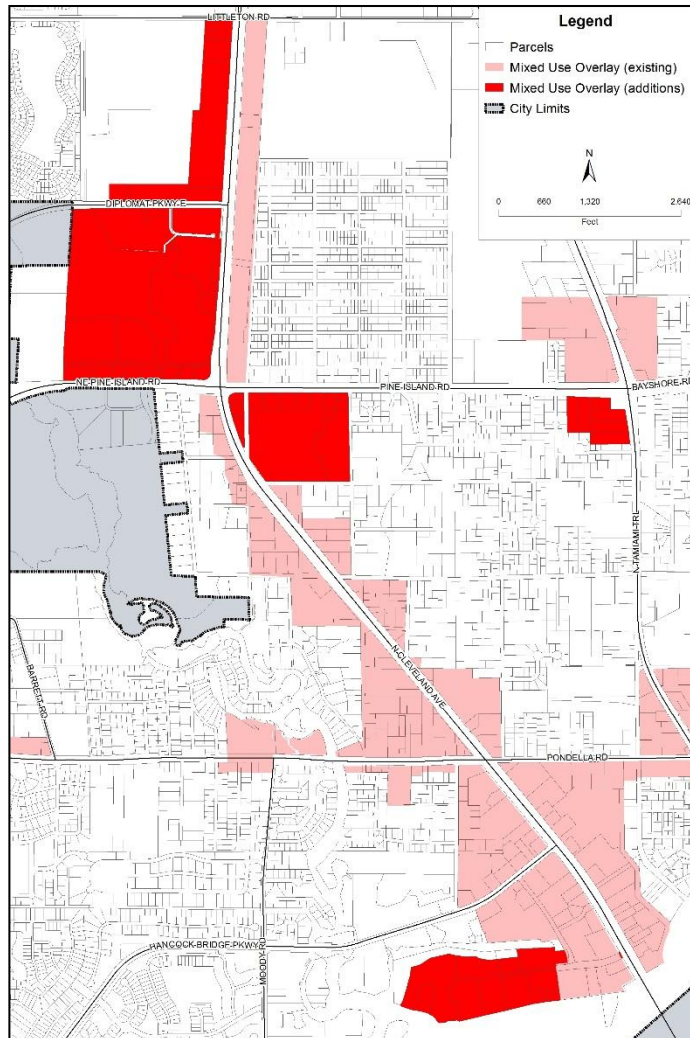 LITTLETON RD
Legend
Parcels
Mixed Use Overlay (existing)
Mixed Use Overlay (additions)
City Limits
N
0 660 1,320 2,640
Feet
DIPLOMAT-PKWY-E
NE-PINE-ISLAND-RD
PINE-ISLAND-RD
BAYSHORE-RD
N-TAMIAMI-TRL
BARRETT-RD
N-CLEVELAND-AVE
PONDELLA-RD
HANCOCK-BRIDGE-PKWY
MOODY-RD